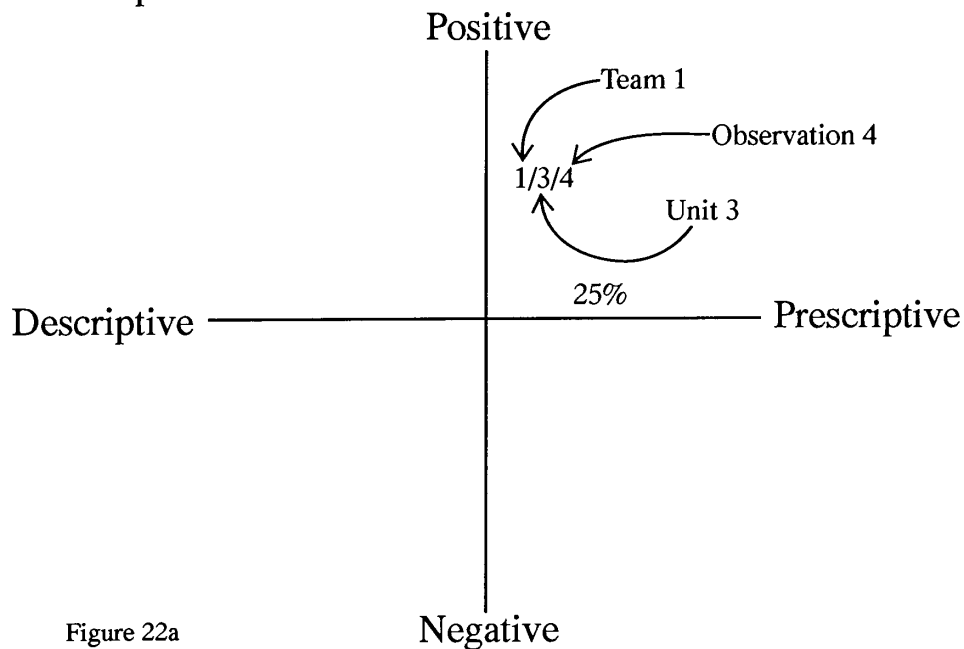 Positive
Team 1
Observation 4
1/3/4
Unit 3
25%
Descriptive
Prescriptive
Figure 22a
Negative